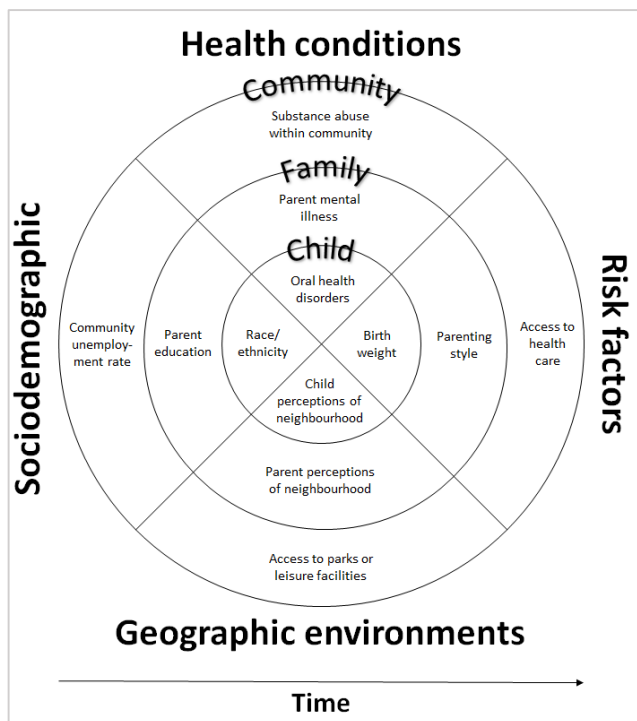 Health conditions
Community
Substance abuse
within community
Family
Parent mental
illness
Child
Oral health
disorders
Sociodemographic
Community
unemploy-
ment rate
Parent
education
Race/
ethnicity
Birth
weight
Parenting
style
Access to
health
care
Risk factors
Child
perceptions of
neighbourhood
Parent perceptions
of neighbourhood
Access to parks or
leisure facilities
Geographic environments
Time